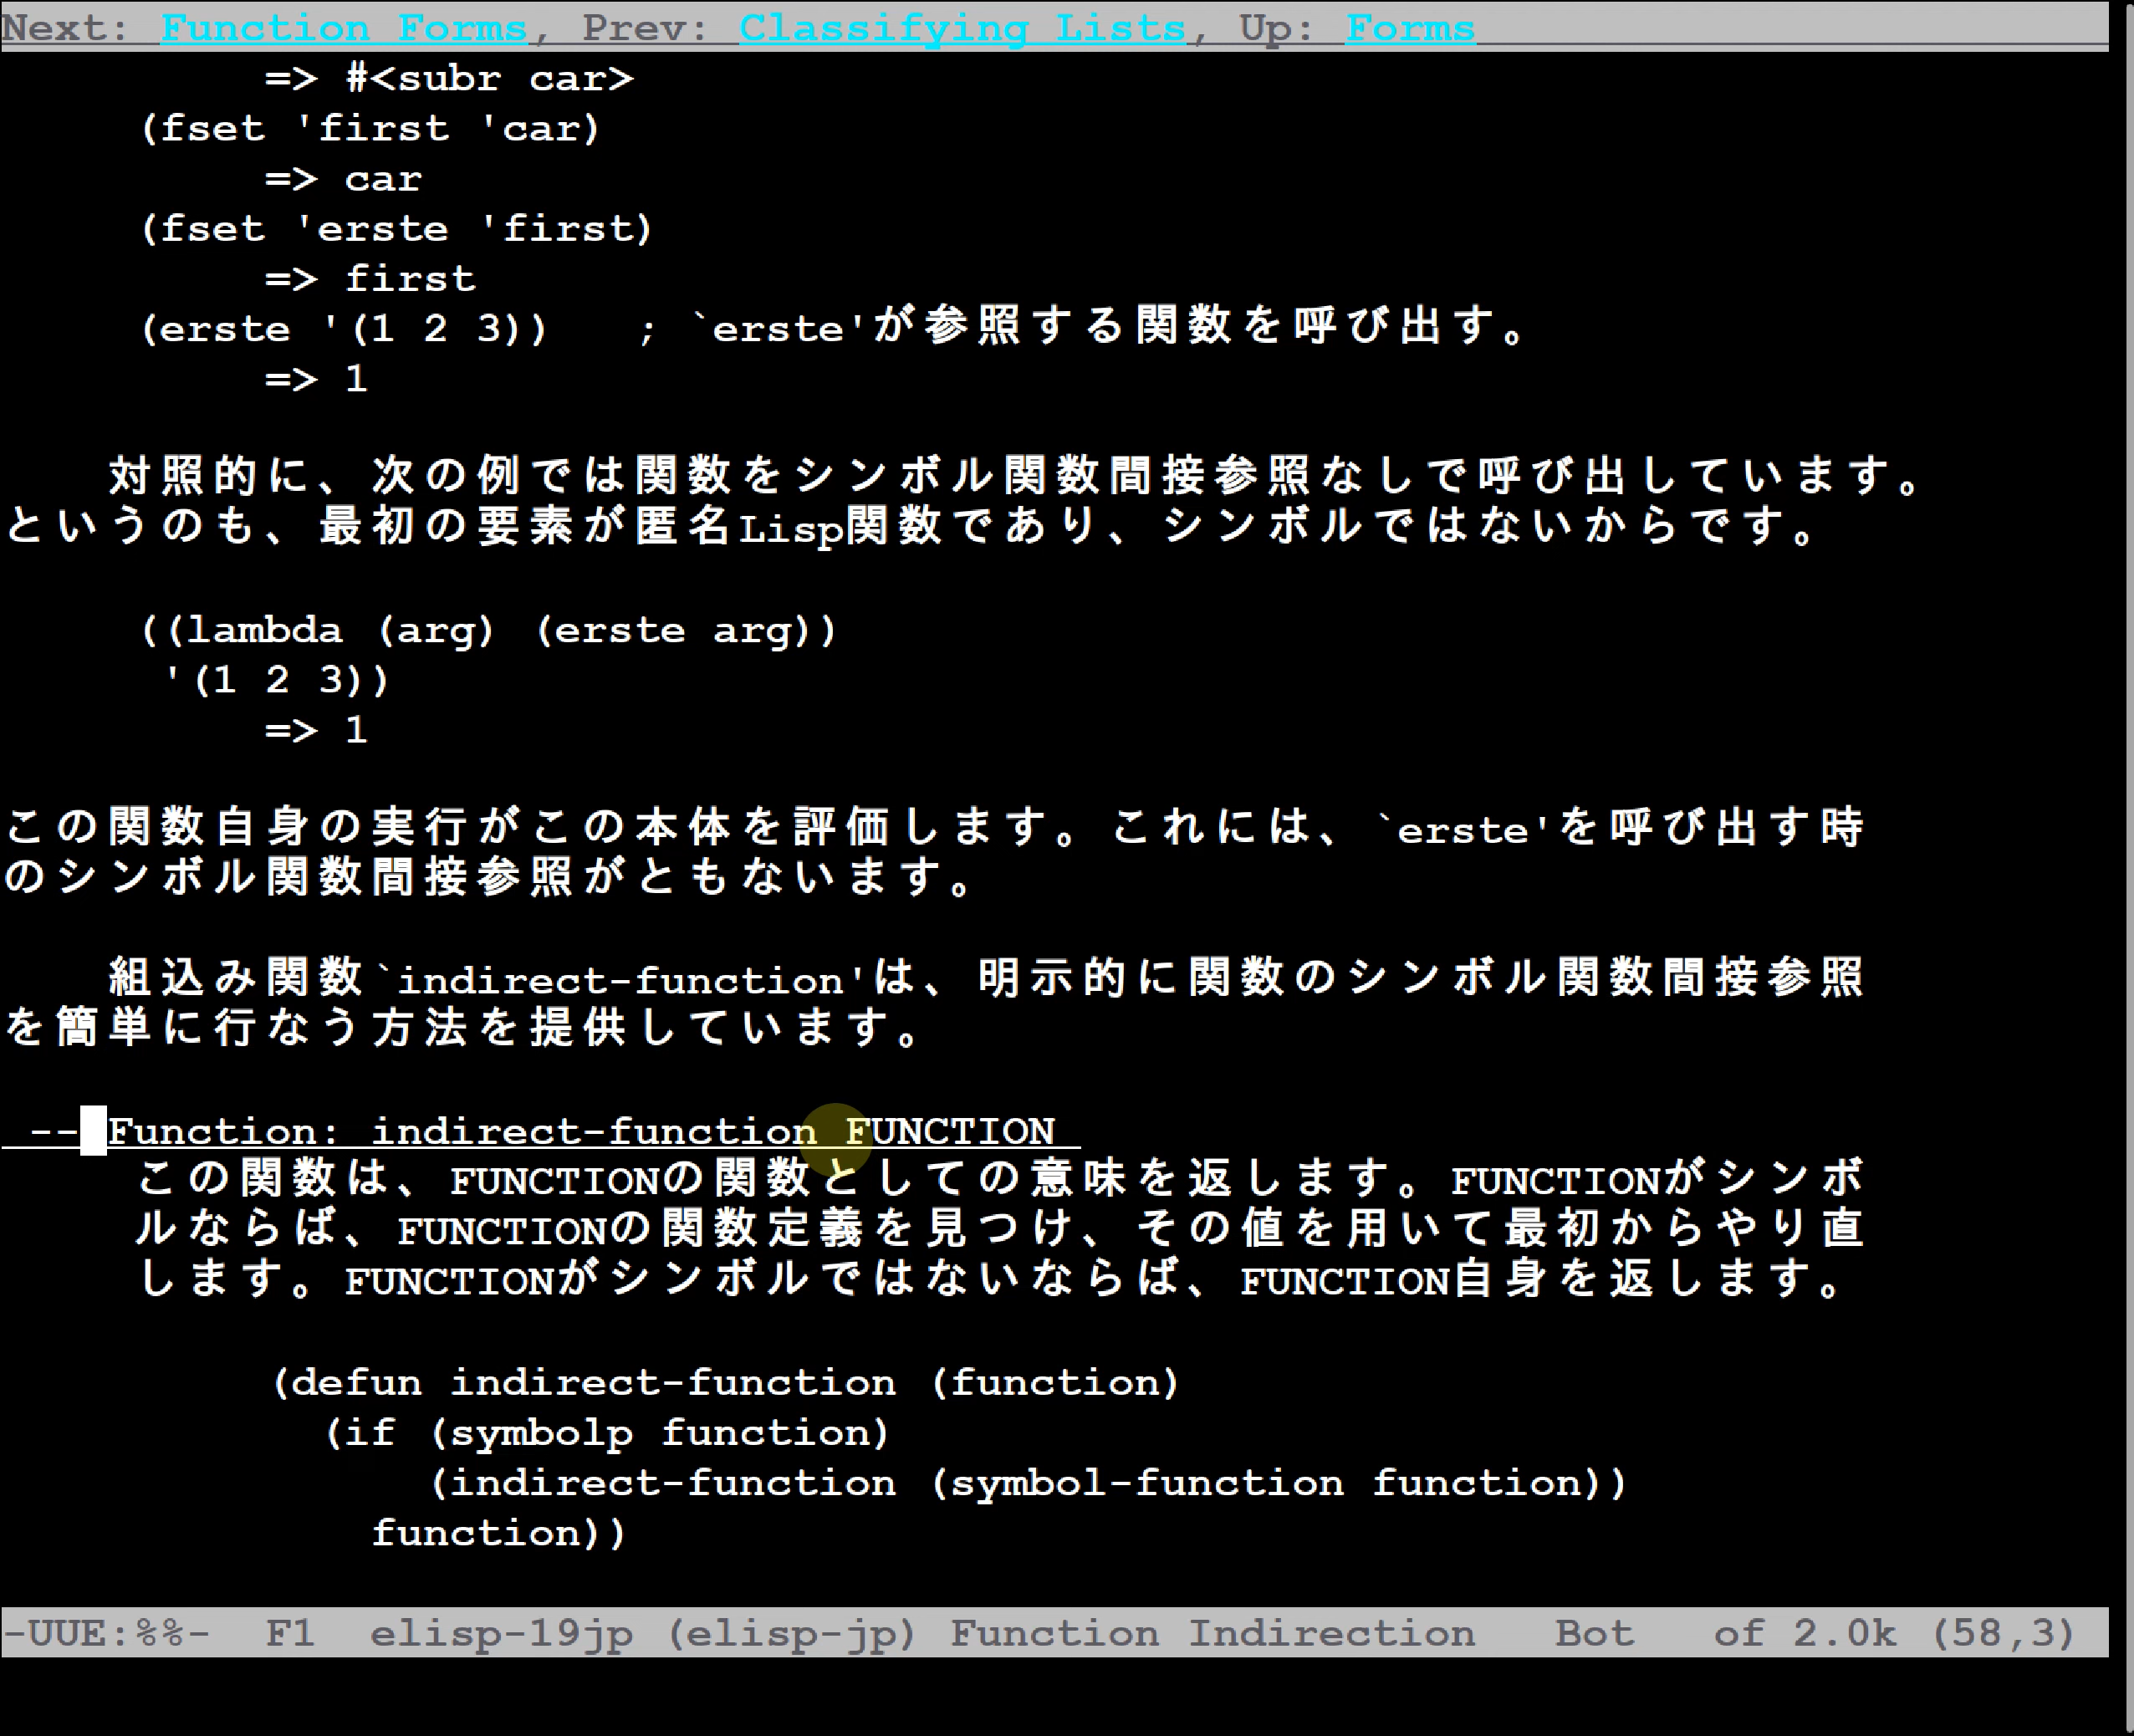 Next: Function Forms, Prev: Classifying Lists, Up: Forms
=> #<subr car>
(fset 'first 'car)
=> car
(fset 'erste 'first)
=> first
(erste '(1 2 3))   ; `erste'が参照する関数を呼び出す。
=> 1
対照的に、次の例では関数をシンボル関数間接参照なしで呼び出しています。
というのも、最初の要素が匿名Lisp関数であり、シンボルではないからです。
((lambda (arg) (erste arg))
'(1 2 3))
=> 1
この関数自身の実行がこの本体を評価します。これには、`erste'を呼び出す時
のシンボル関数間接参照がともないます。
組込み関数`indirect-function'は、明示的に関数のシンボル関数間接参照
を簡単に行なう方法を提供しています。
-- Function: indirect-function FUNCTION
この関数は、FUNCTIONの関数としての意味を返します。FUNCTIONがシンボ
ルならば、FUNCTIONの関数定義を見つけ、その値を用いて最初からやり直
します。FUNCTIONがシンボルではないならば、FUNCTION自身を返します。
(defun indirect-function (function)
(if (symbolp function)
(indirect-function (symbol-function function))
function))
-UUE:%%-  F1  elisp-19jp (elisp-jp) Function Indirection   Bot   of 2.0k (58,3)